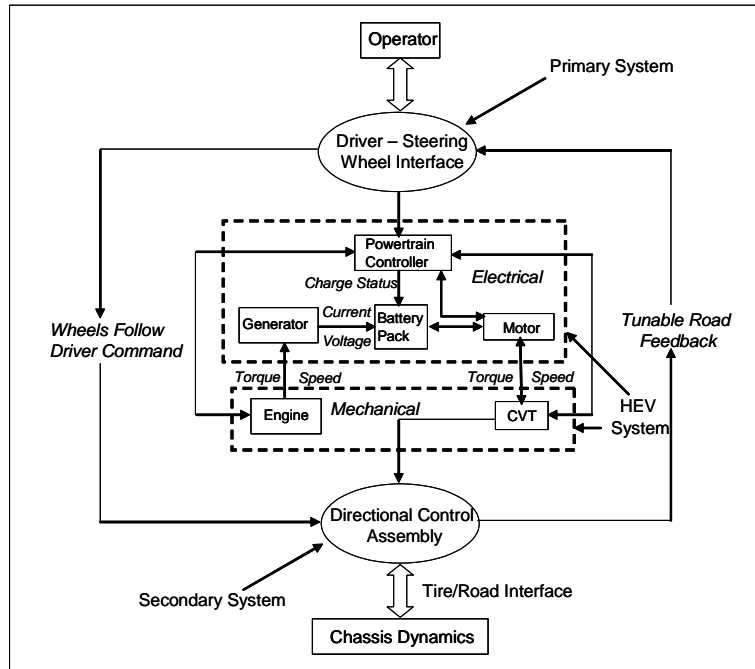 Operator
Primary System
Driver – Steering
Wheel Interface
Powertrain
Controller
Electrical
Charge Status
Current
Generator
Battery
Pack
Voltage
Motor
Wheels Follow
Driver Command
Tunable Road
Feedback
Torque
Speed
Torque
Speed
HEV
System
Mechanical
Engine
CVT
Directional Control
Assembly
Secondary System
Tire/Road Interface
Chassis Dynamics